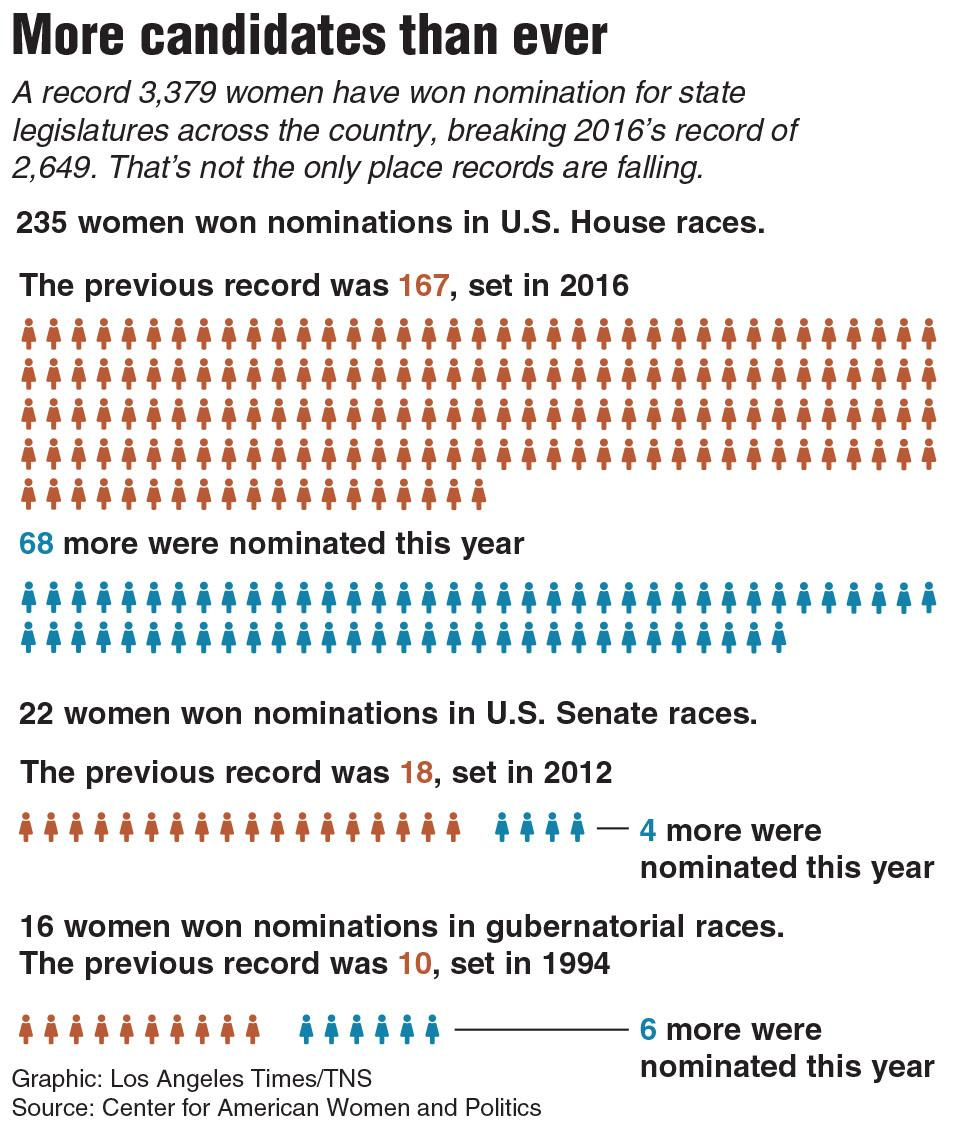 More candidates than ever
A record 3,379 women have won nomination for state
legislatures across the country, breaking 2016’s record of
2,649. That’s not the only place records are falling.
235 women won nominations in U.S. House races.
The previous record was 167, set in 2016
68 more were nominated this year
22 women won nominations in U.S. Senate races.
The previous record was 18, set in 2012
4 more were
nominated this year
16 women won nominations in gubernatorial races.
The previous record was 10, set in 1994
6 more were
nominated this year
Graphic: Los Angeles Times/TNS
Source: Center for American Women and Politics